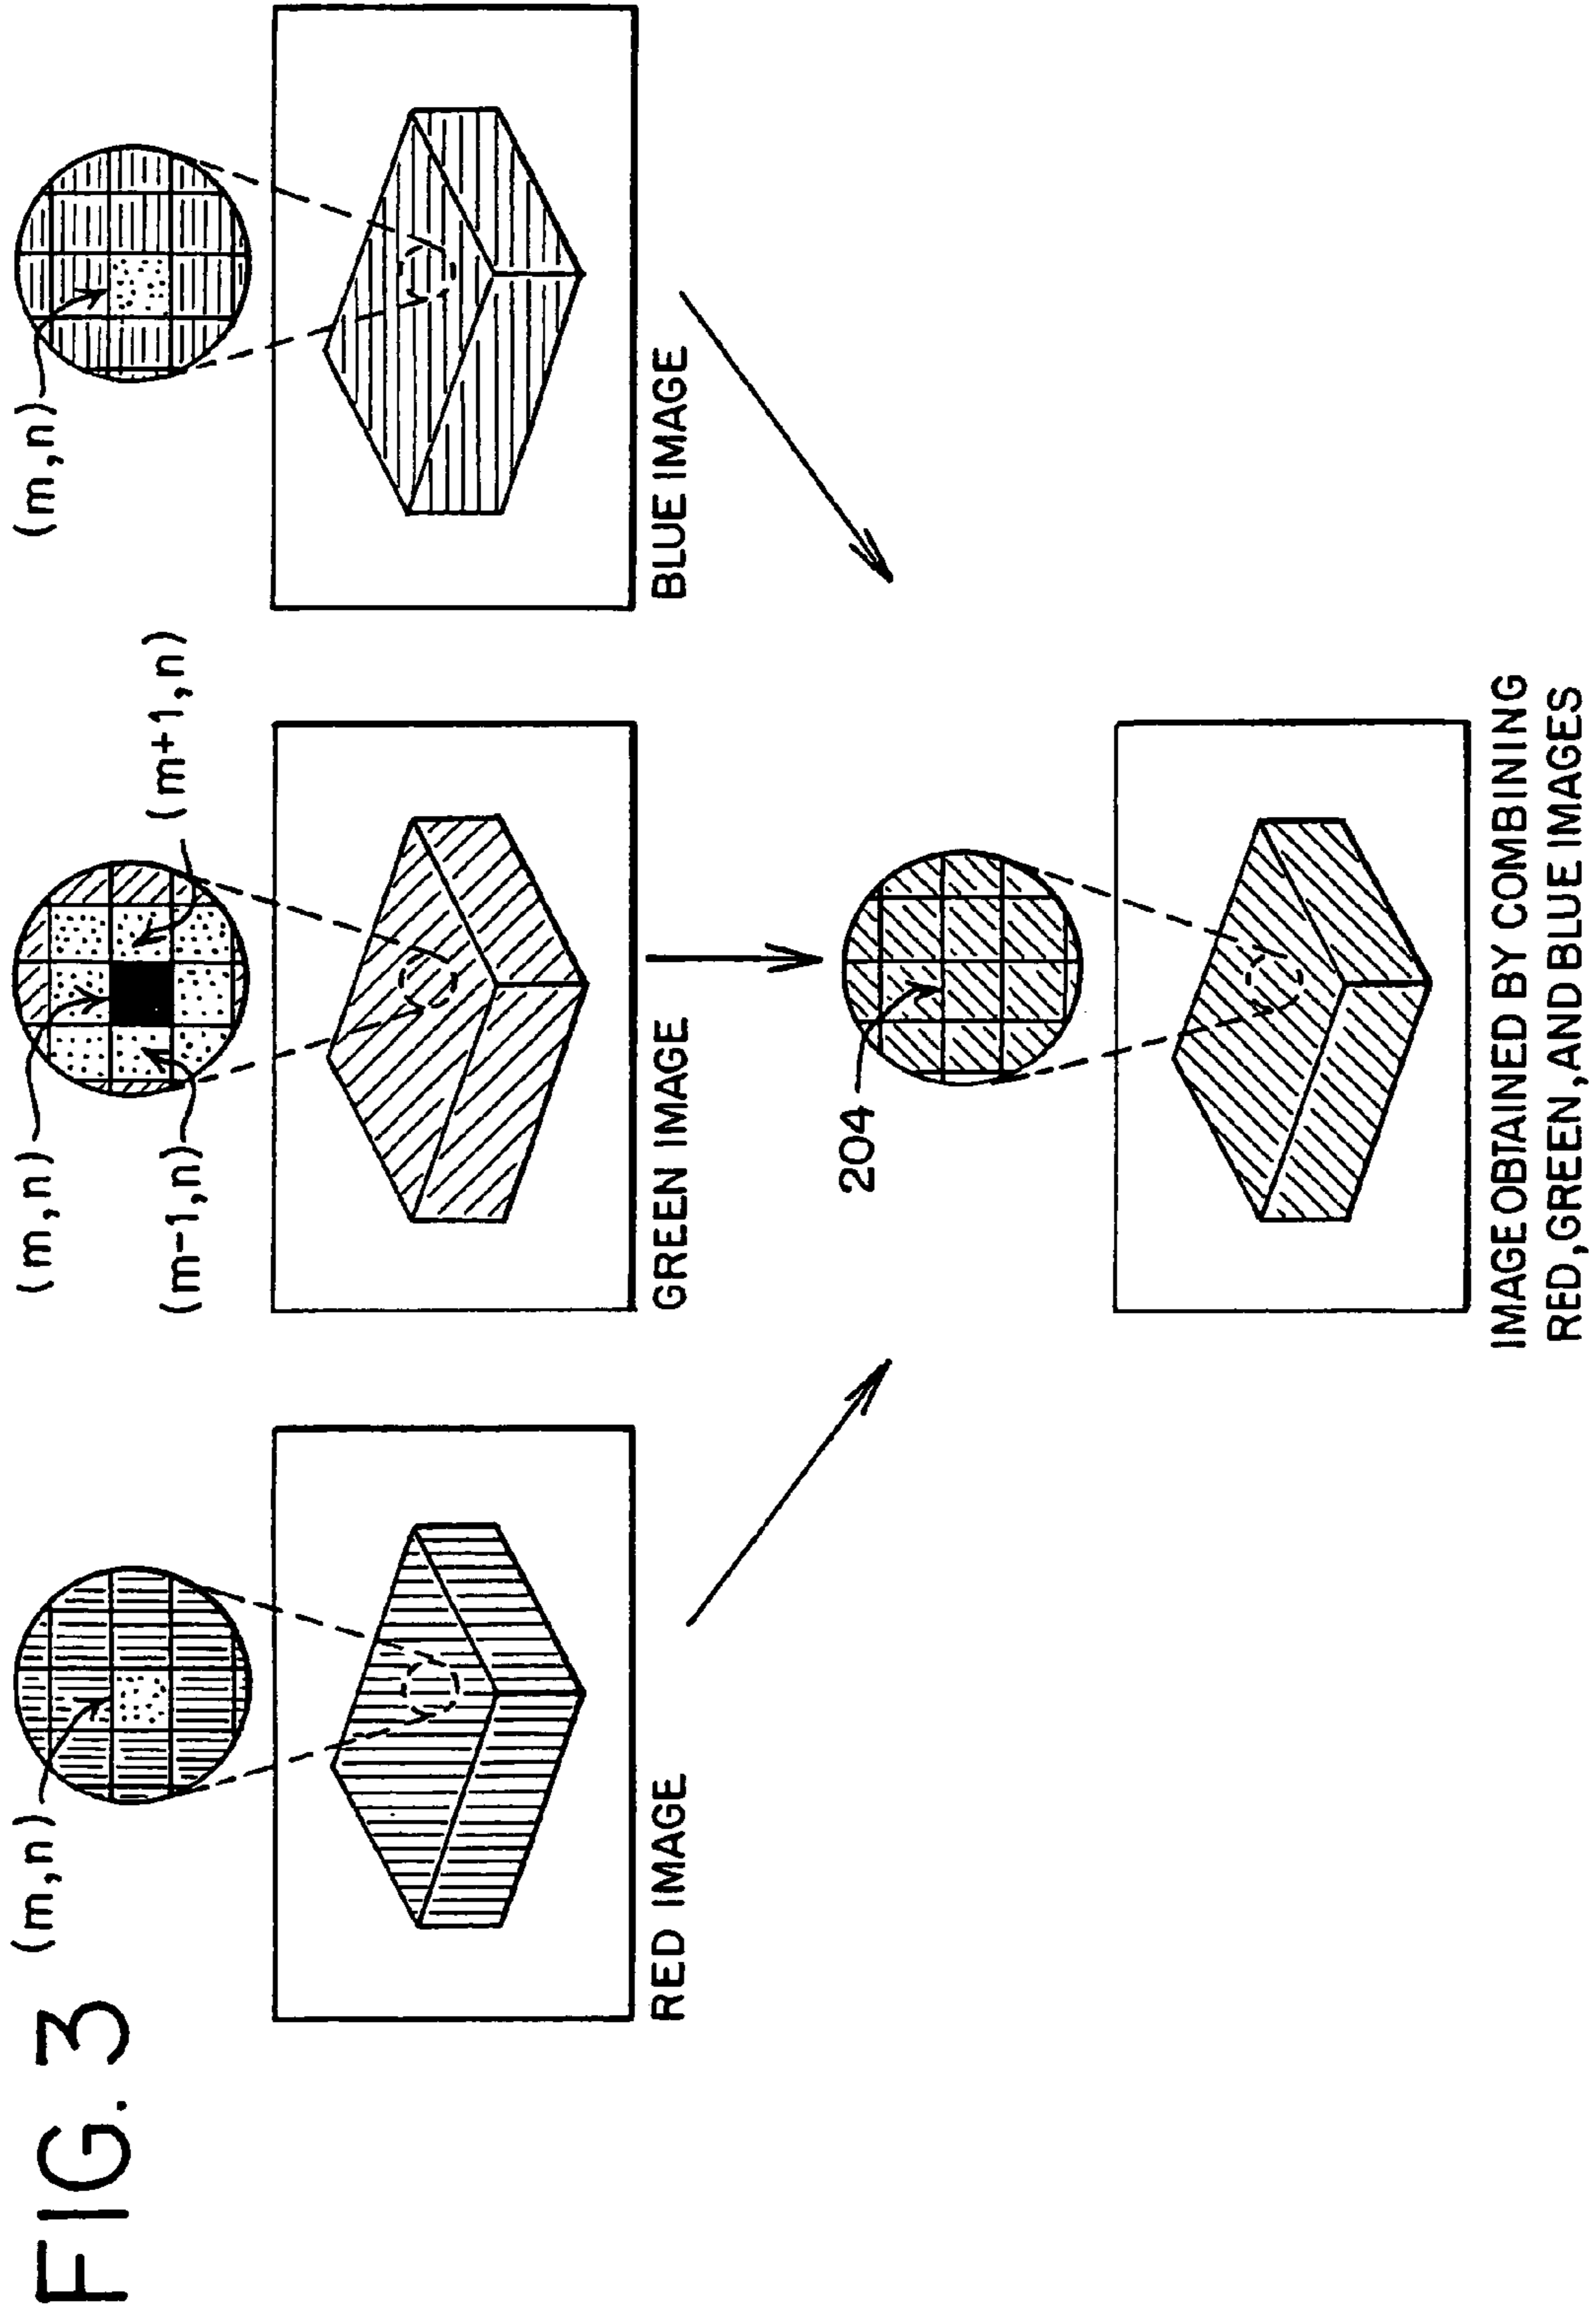 FIG. 3
(m,n)
RED IMAGE
(m,n)
(m-1,n)
(m+1,n)
GREEN IMAGE
(m,n)
BLUE IMAGE
204
IMAGE OBTAINED BY COMBINING
RED, GREEN, AND BLUE IMAGES